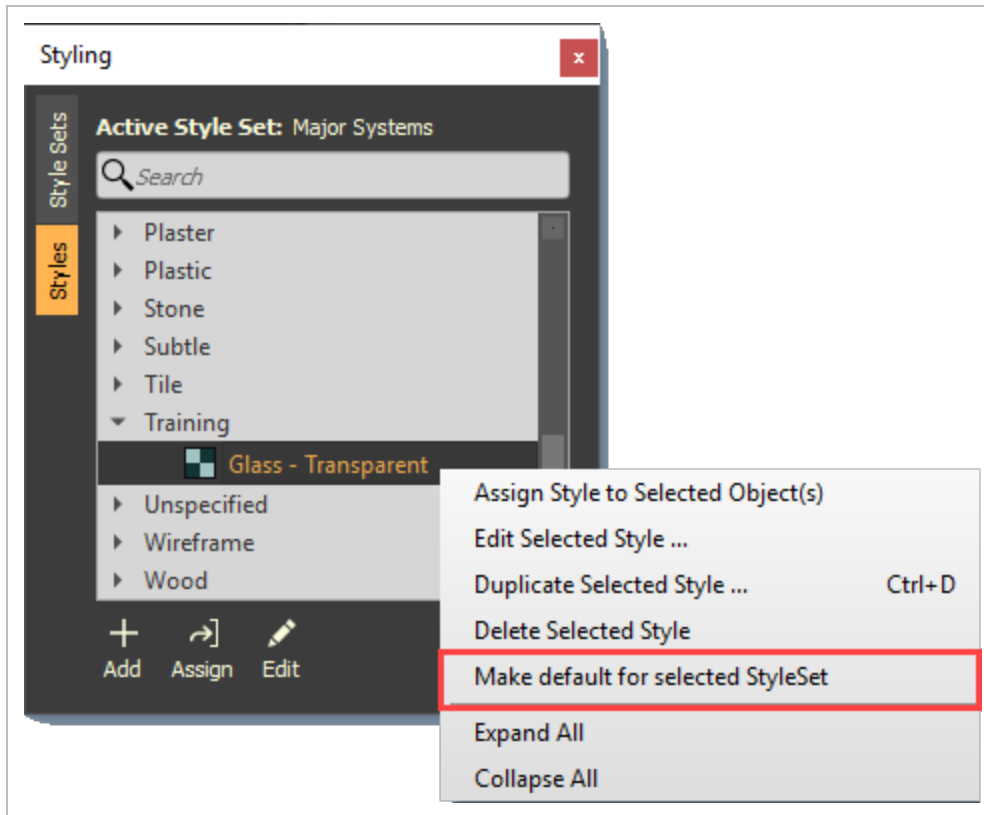 Styling
x
Style Sets
Styles
Active Style Set: Major Systems
Search
Plaster
Plastic
Stone
Subtle
Tile
Training
Glass - Transparent
Unspecified
Wireframe
Wood
Add Assign Edit
Assign Style to Selected Object(s)
Edit Selected Style ...
Duplicate Selected Style ... Ctrl+D
Delete Selected Style
Make default for selected StyleSet
Expand All
Collapse All